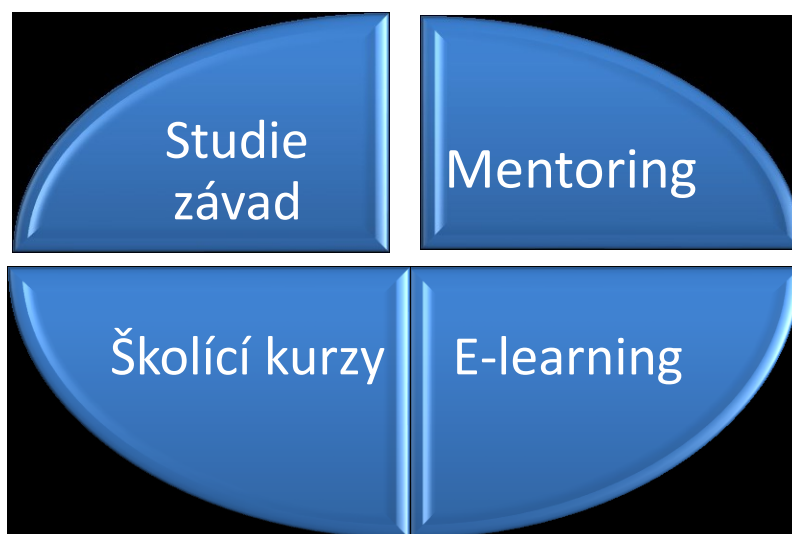 Studie
závad
Mentoring
Školící kurzy
E-learning